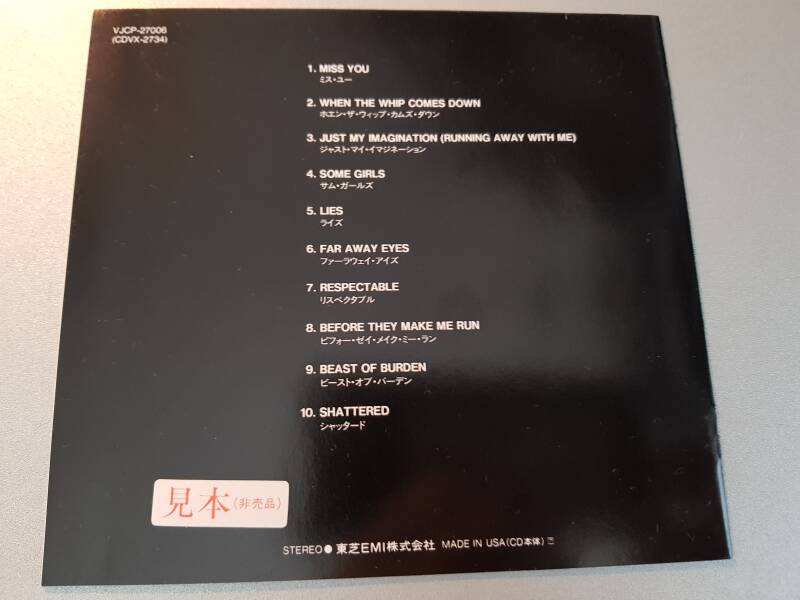 VJCP-27006
(CDVX-2734)
1. MISS YOU
ミス・ユー
2. WHEN THE WHIP COMES DOWN
ホエン・ザ・ウィップ・カムズ・ダウン
3. JUST MY IMAGINATION (RUNNING AWAY WITH ME)
ジャスト・マイ・イマジネーション
4. SOME GIRLS
サム・ガールズ
5. LIES
ライズ
6. FAR AWAY EYES
ファーラウェイ・アイズ
7. RESPECTABLE
リスペクタブル
8. BEFORE THEY MAKE ME RUN
ビフォー・ゼイ・メイク・ミー・ラン
9. BEAST OF BURDEN
ビースト・オブ・バーデン
10. SHATTERED
シャッタード
見本(非売品)
STEREO● 東芝EMI株式会社 MADE IN USA(CD本体)